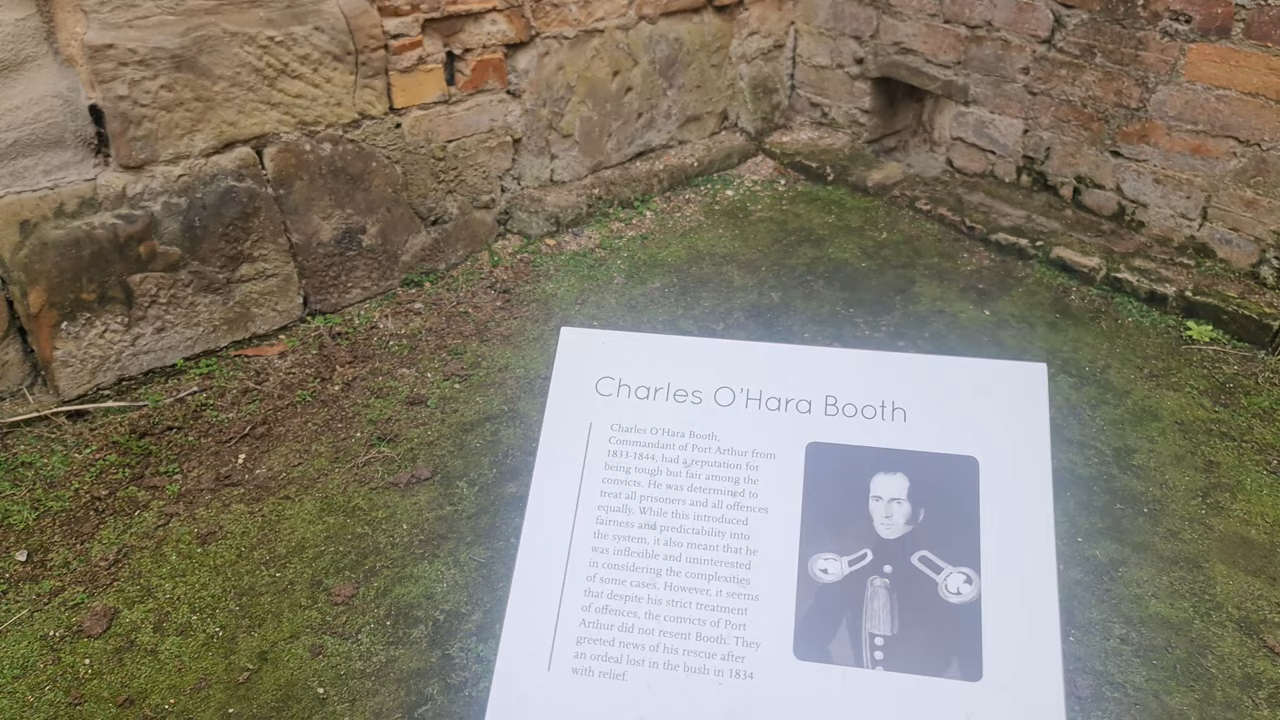 Charles O'Hara Booth
Charles O'Hara Booth,
Commandant of Port Arthur from
1833-1844, had a reputation for
being tough but fair among the
convicts. He was determined to
treat all prisoners and all offences
equally. While this introduced
fairness and predictability into
the system, it also meant that he
was inflexible and uninterested
in considering the complexities
of some cases. However, it seems
that despite his strict treatment
of offences, the convicts of Port
Arthur did not resent Booth. They
greeted news of his rescue after
an ordeal lost in the bush in 1834
with relief.